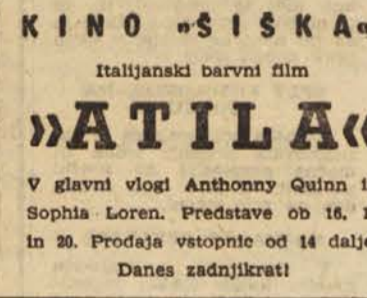 KINO »ŠIŠKA«
Italijanski barvni film
»ATILA«
V glavni vlogi Anthonny Quinn
Sophia Loren. Predstave ob 16,
in 20. Prodaja vstopnic od 14
Danes zadnjikrat!